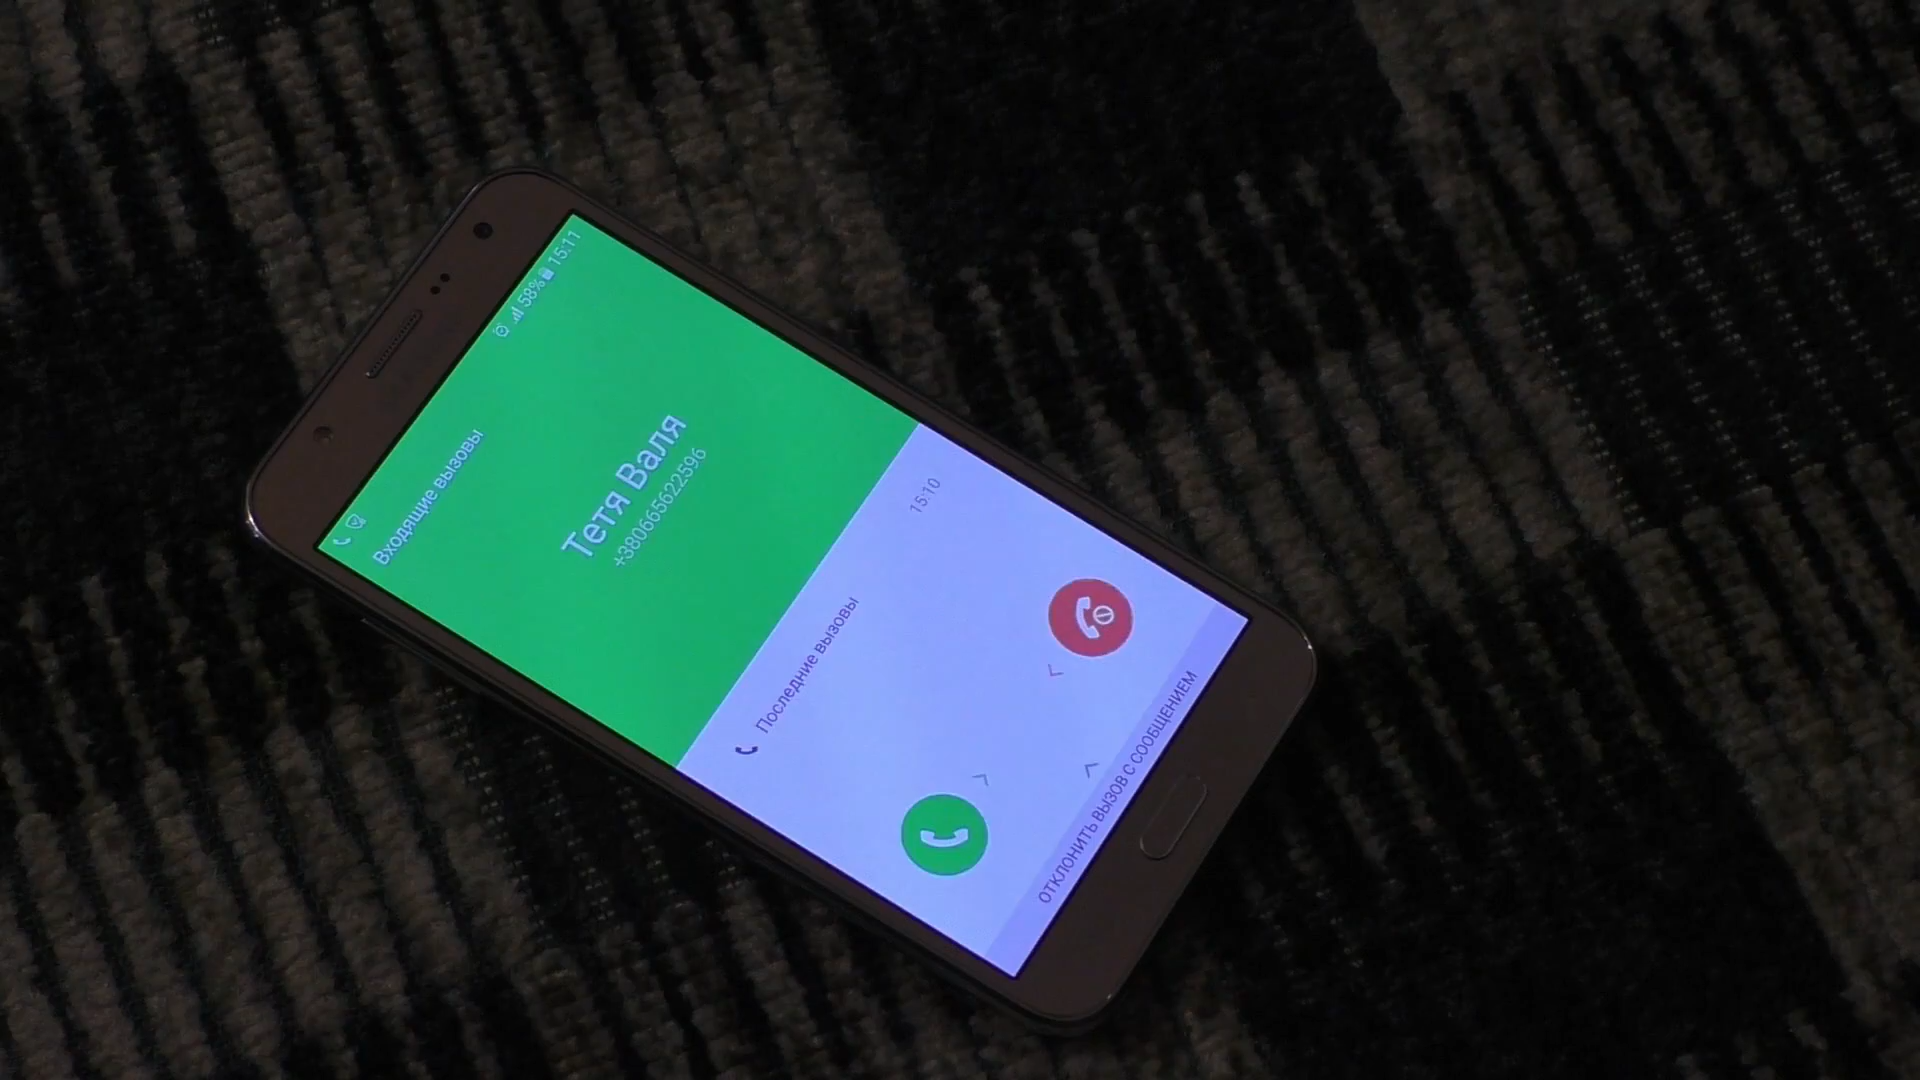 58% 15:11
Входящие вызовы
Тетя Валя
+380665622596
Последние вызовы 15:10
ОТКЛОНИТЬ ВЫЗОВ С СООБЩЕНИЕМ